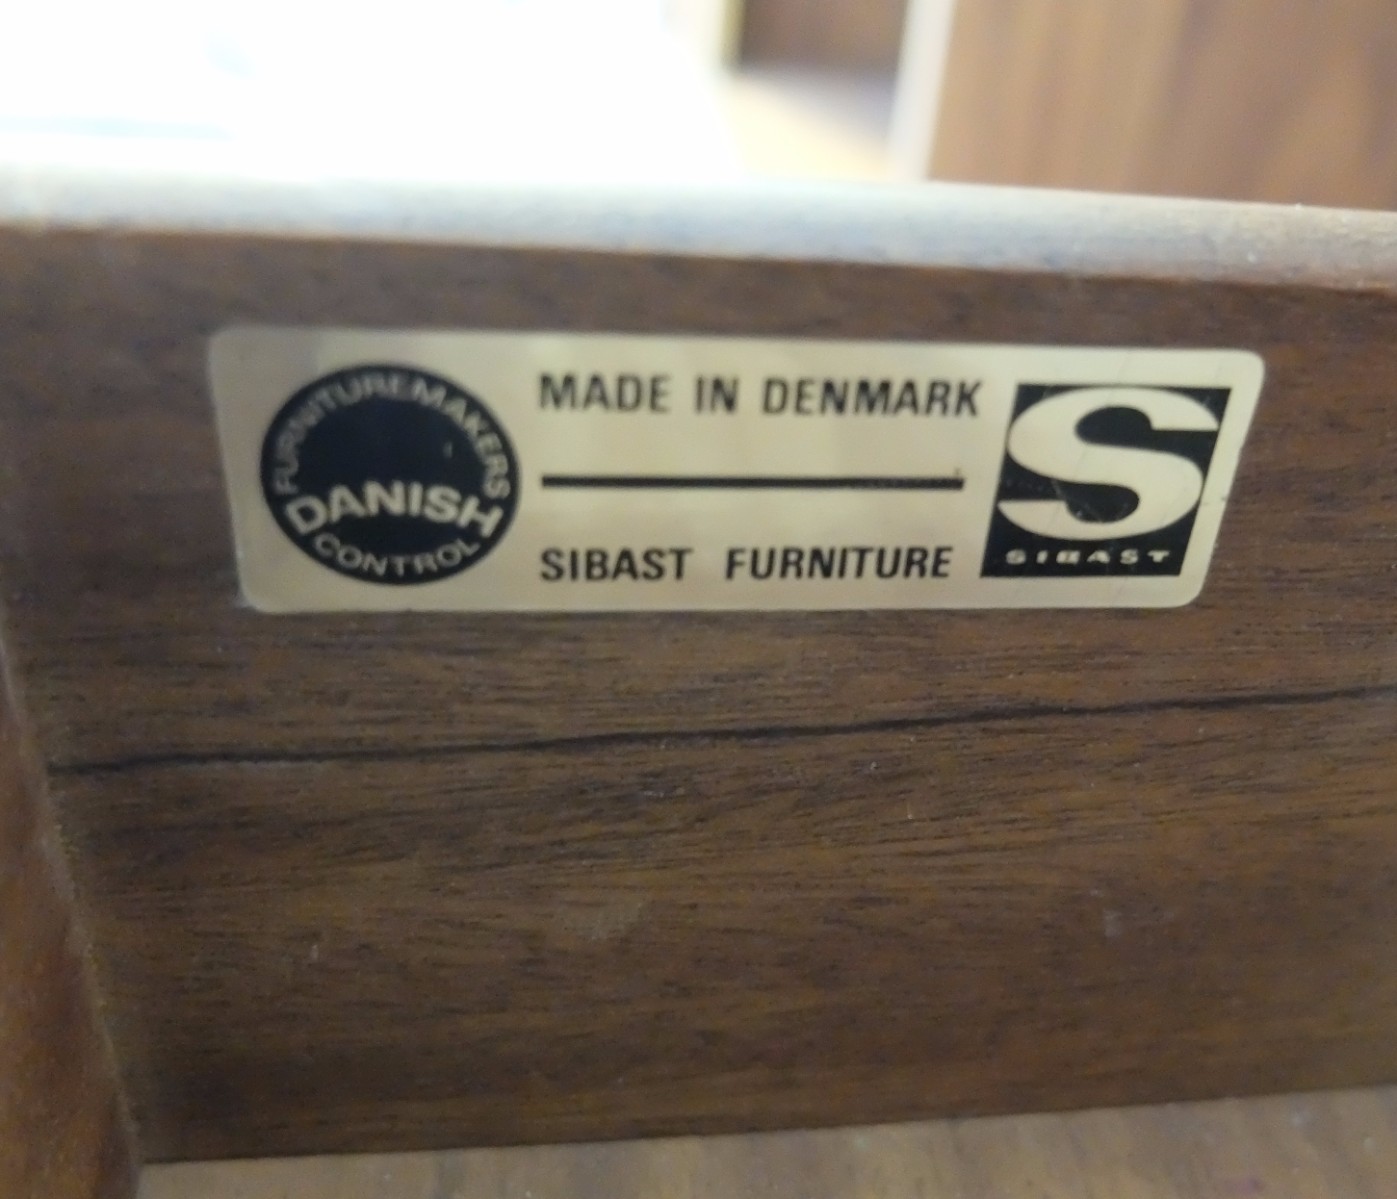 FURNITUREMAKERS
DANISH
CONTROL
MADE IN DENMARK
SIBAST FURNITURE
S
SIBAST